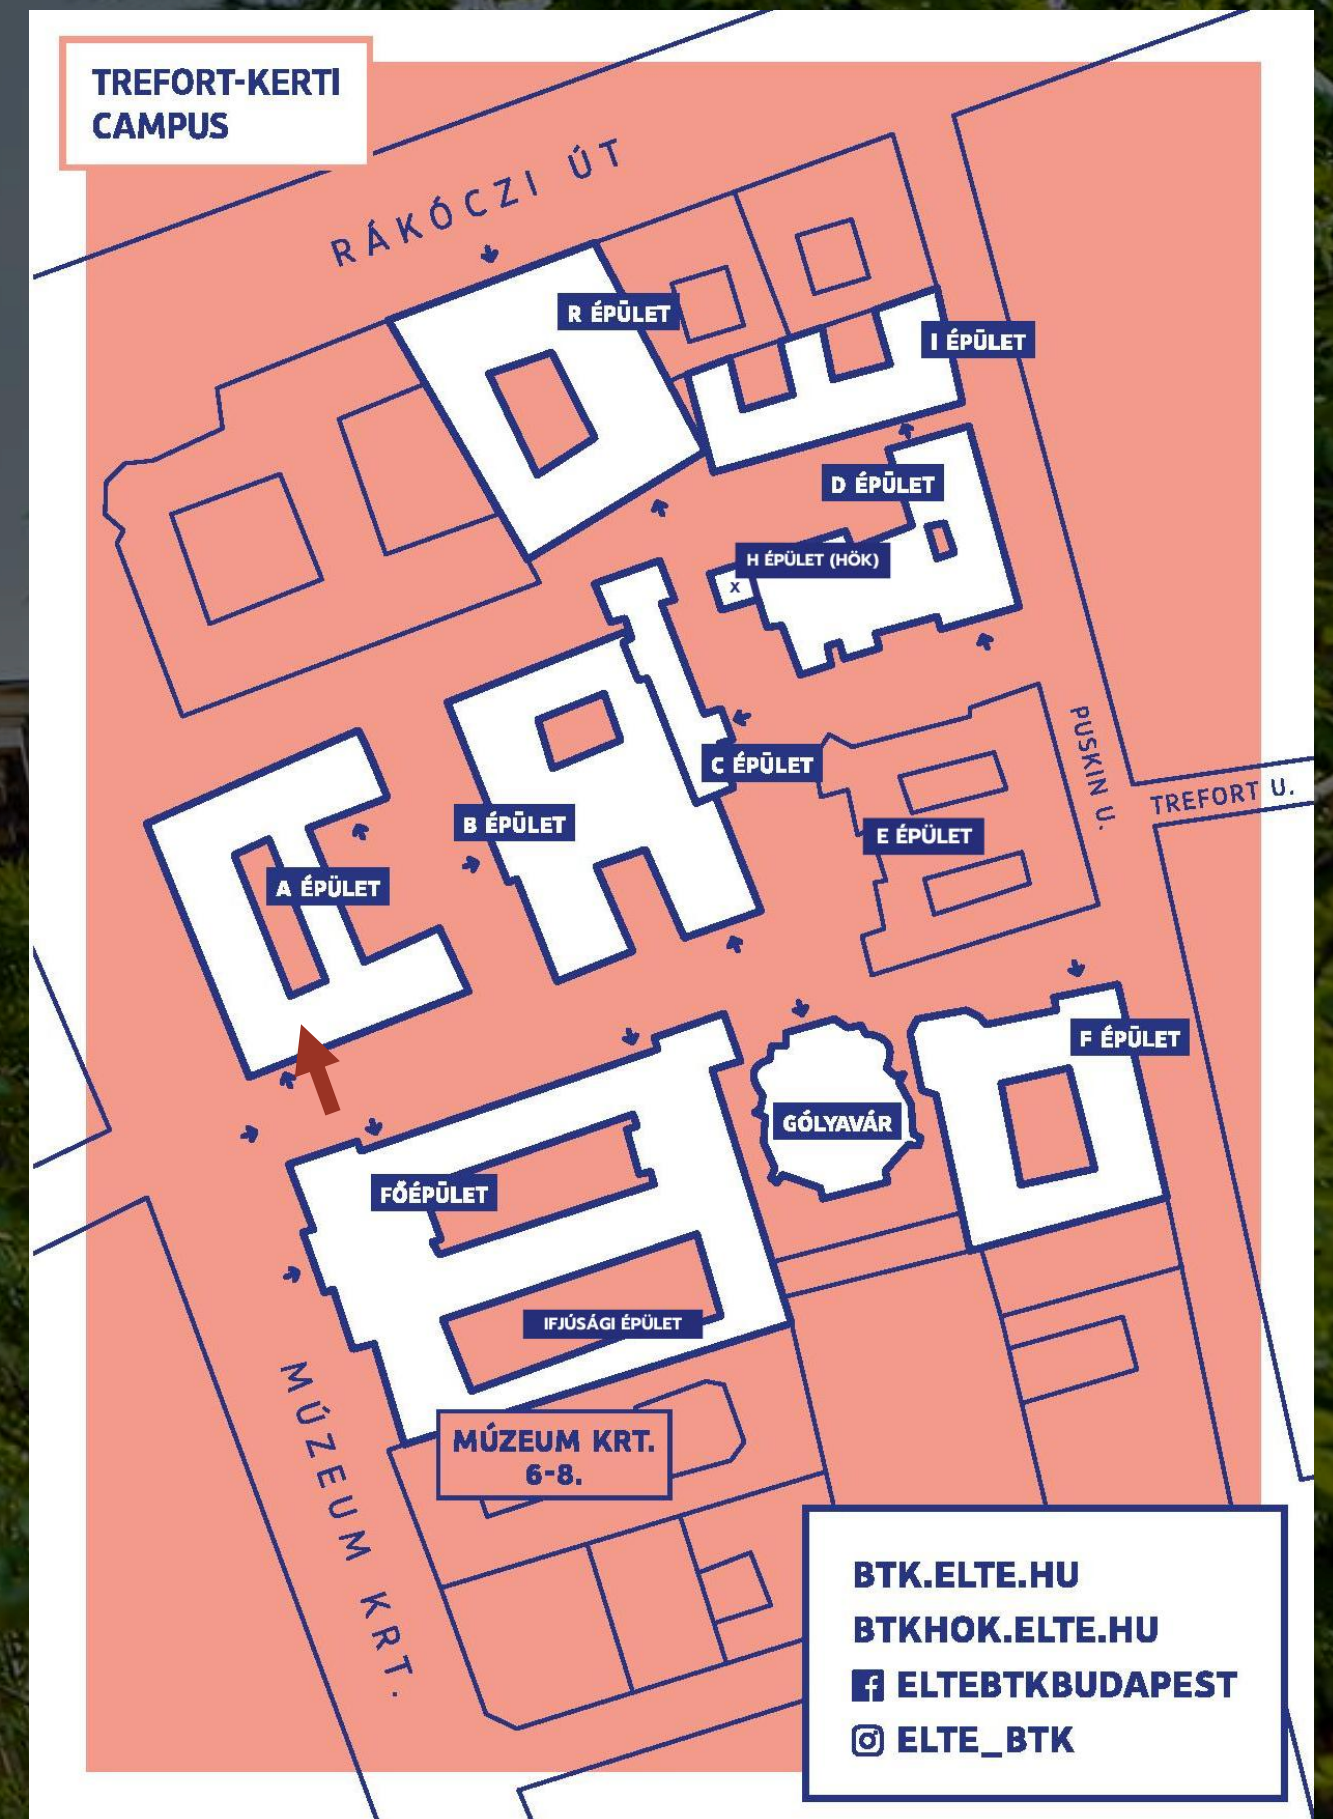 TREFORT-KERTI
CAMPUS
RÁKÓCZI ÚT
R ÉPÜLET
I ÉPÜLET
D ÉPÜLET
H ÉPÜLET (HÖK)
X
PUSKIN U.
C ÉPÜLET
TREFORT U.
B ÉPÜLET
E ÉPÜLET
A ÉPÜLET
F ÉPÜLET
GÓLYAVÁR
FŐÉPÜLET
IFJÚSÁGI ÉPÜLET
MÚZEUM KRT.
MÚZEUM KRT.
6-8.
BTK.ELTE.HU
BTKHOK.ELTE.HU
ELTEBTKBUDAPEST
ELTE_BTK